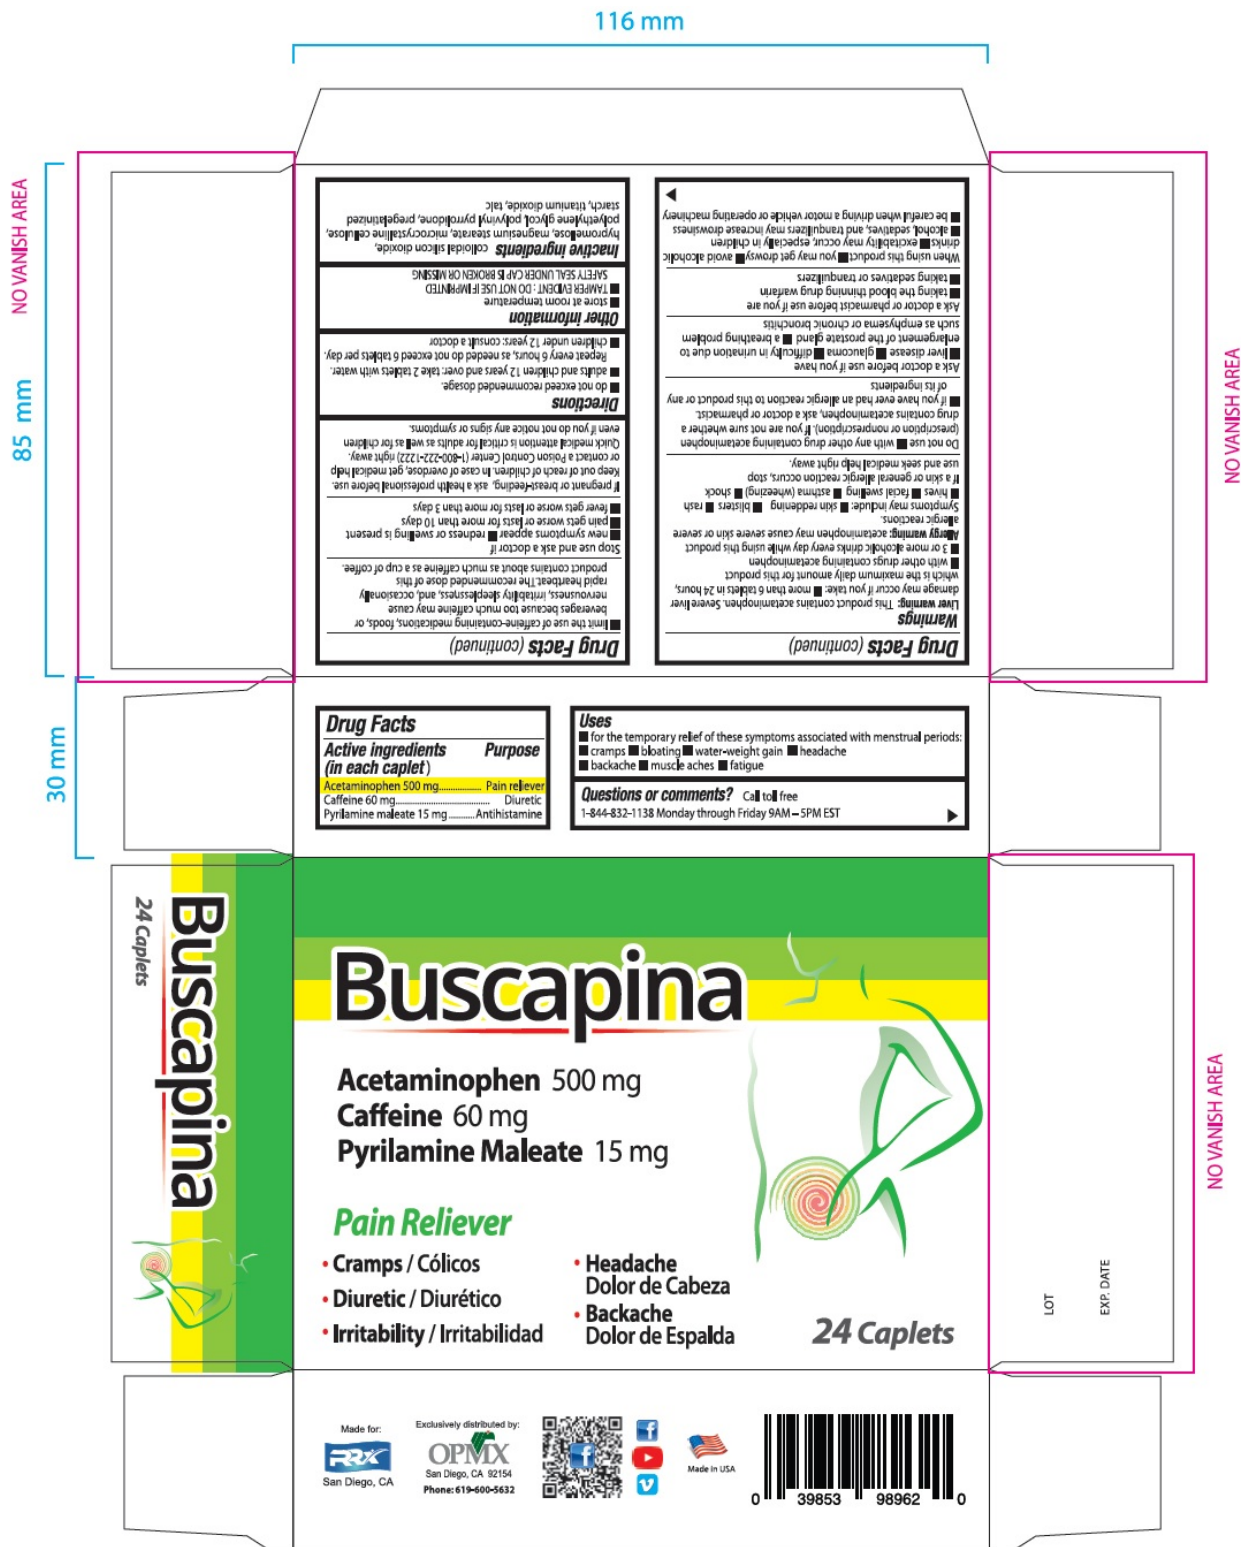 116 mm
NO VANISH AREA
NO VANISH AREA
85 mm
30 mm
Drug Facts
Active ingredients Purpose
(in each caplet)
Acetaminophen 500 mg................. Pain reliever
Caffeine 60 mg...................................... Diuretic
Pyrilamine maleate 15 mg...........Antihistamine
Uses
■ for the temporary relief of these symptoms associated with menstrual periods:
■ cramps ■ bloating ■ water-weight gain ■ headache
■ backache ■ muscle aches ■ fatigue
Questions or comments? Call toll free
1-844-832-1138 Monday through Friday 9AM – 5PM EST
Drug Facts (continued)
Warnings
Liver warning: This product contains acetaminophen. Severe liver
damage may occur if you take: ■ more than 6 tablets in 24 hours,
which is the maximum daily amount for this product
■ with other drugs containing acetaminophen
■ 3 or more alcoholic drinks every day while using this product
Allergy warning: acetaminophen may cause severe skin or severe
allergic reactions.
Symptoms may include: ■ skin reddening ■ blisters ■ rash
■ hives ■ facial swelling ■ asthma (wheezing) ■ shock
If a skin or general allergic reaction occurs, stop
use and seek medical help right away.
Do not use ■ with any other drug containing acetaminophen
(prescription or nonprescription). If you are not sure whether a
drug contains acetaminophen, ask a doctor or pharmacist.
■ if you have ever had an allergic reaction to this product or any
of its ingredients
Ask a doctor before use if you have
■ liver disease ■ glaucoma ■ difficulty in urination due to
enlargement of the prostate gland ■ a breathing problem
such as emphysema or chronic bronchitis
Ask a doctor or pharmacist before use if you are
■ taking the blood thinning drug warfarin
■ taking sedatives or tranquilizers
When using this product ■ you may get drowsy ■ avoid alcoholic
drinks ■ excitability may occur, especially in children
■ alcohol, sedatives, and tranquilizers may increase drowsiness
■ be careful when driving a motor vehicle or operating machinery
Drug Facts (continued)
■ limit the use of caffeine-containing medications, foods, or
beverages because too much caffeine may cause
nervousness, irritability sleeplessness, and, occasionally
rapid heartbeat. The recommended dose of this
product contains about as much caffeine as a cup of coffee.
Stop use and ask a doctor if
■ new symptoms appear ■ redness or swelling is present
■ pain gets worse or lasts for more than 10 days
■ fever gets worse or lasts for more than 3 days
If pregnant or breast-feeding, ask a health professional before use.
Keep out of reach of children. In case of overdose, get medical help
or contact a Poison Control Center (1-800-222-1222) right away.
Quick medical attention is critical for adults as well as for children
even if you do not notice any signs or symptoms.
Directions
■ do not exceed recommended dosage.
■ adults and children 12 years and over: take 2 tablets with water.
Repeat every 6 hours, as needed do not exceed 6 tablets per day.
■ children under 12 years: consult a doctor
Other information
■ store at room temperature
■ TAMPER EVIDENT : DO NOT USE IF IMPRINTED
SAFETY SEAL UNDER CAP IS BROKEN OR MISSING
Inactive ingredients colloidal silicon dioxide,
hypromellose, magnesium stearate, microcrystalline cellulose,
polyethylene glycol, polyvinyl pyrrolidone, pregelatinized
starch, titanium dioxide, talc
Buscapina
24 Caplets
Buscapina
Acetaminophen 500 mg
Caffeine 60 mg
Pyrilamine Maleate 15 mg
Pain Reliever
• Cramps / Cólicos
• Diuretic / Diurético
• Irritability / Irritabilidad
• Headache
Dolor de Cabeza
• Backache
Dolor de Espalda
24 Caplets
LOT
EXP. DATE
NO VANISH AREA
Made for:
RRX
San Diego, CA
Exclusively distributed by:
OPMX
San Diego, CA 92154
Phone: 619-600-5632
Made In USA
0 39853 98962 0